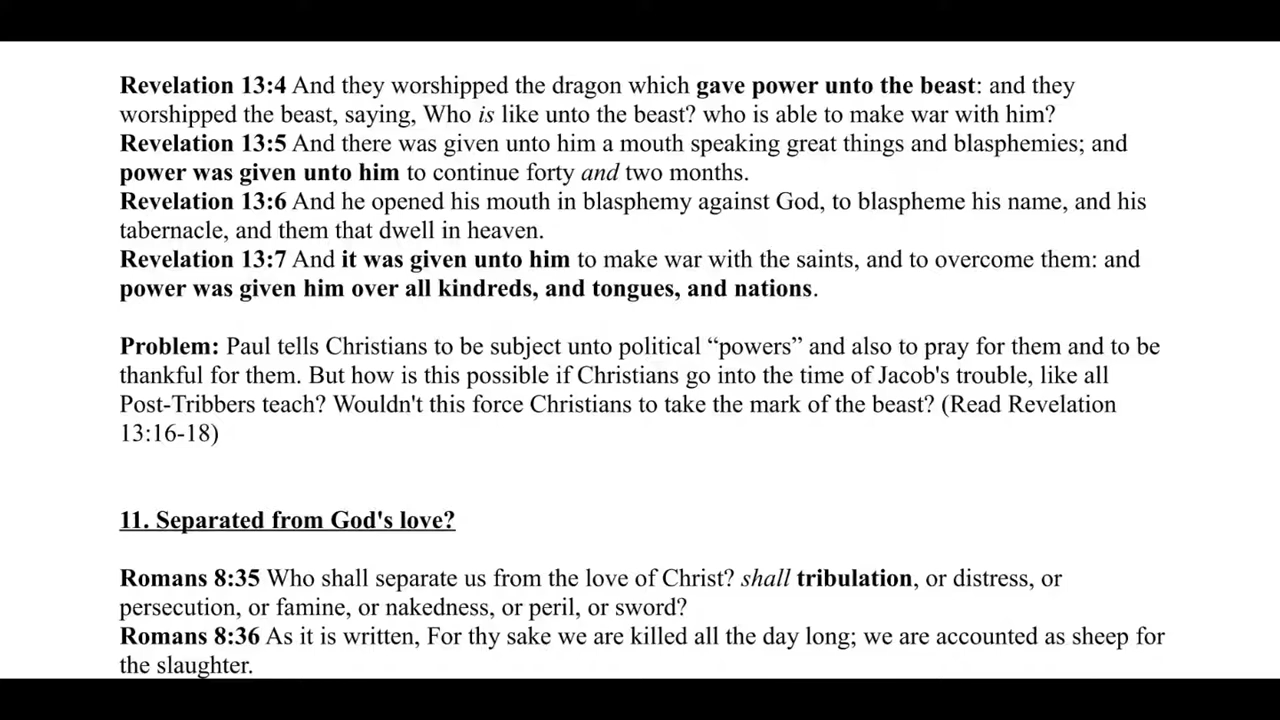 Revelation 13:4 And they worshipped the dragon which gave power unto the beast: and they
worshipped the beast, saying, Who is like unto the beast? who is able to make war with him?
Revelation 13:5 And there was given unto him a mouth speaking great things and blasphemies; and
power was given unto him to continue forty and two months.
Revelation 13:6 And he opened his mouth in blasphemy against God, to blaspheme his name, and his
tabernacle, and them that dwell in heaven.
Revelation 13:7 And it was given unto him to make war with the saints, and to overcome them: and
power was given him over all kindreds, and tongues, and nations.
Problem: Paul tells Christians to be subject unto political “powers” and also to pray for them and to be
thankful for them. But how is this possible if Christians go into the time of Jacob's trouble, like all
Post-Tribbers teach? Wouldn't this force Christians to take the mark of the beast? (Read Revelation
13:16-18)
11. Separated from God's love?
Romans 8:35 Who shall separate us from the love of Christ? shall tribulation, or distress, or
persecution, or famine, or nakedness, or peril, or sword?
Romans 8:36 As it is written, For thy sake we are killed all the day long; we are accounted as sheep for
the slaughter.